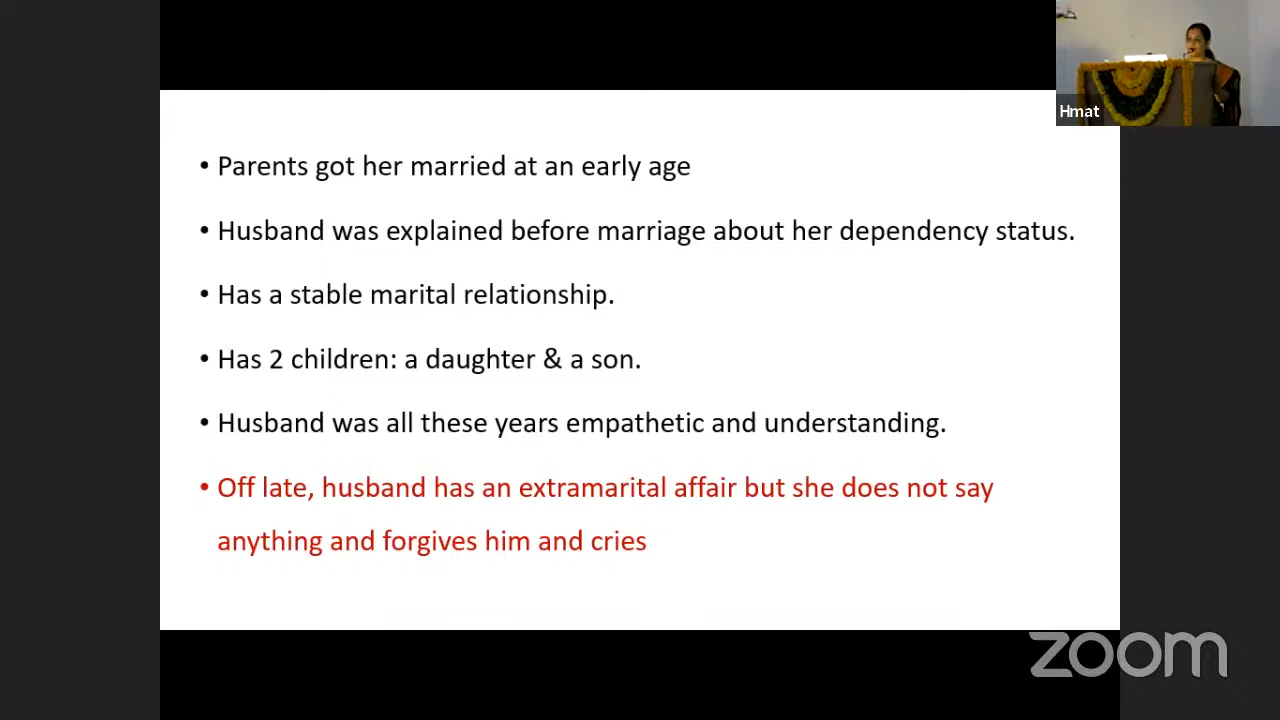 Hmat
• Parents got her married at an early age
• Husband was explained before marriage about her dependency status.
• Has a stable marital relationship.
• Has 2 children: a daughter & a son.
• Husband was all these years empathetic and understanding.
• Off late, husband has an extramarital affair but she does not say
anything and forgives him and cries
zoom